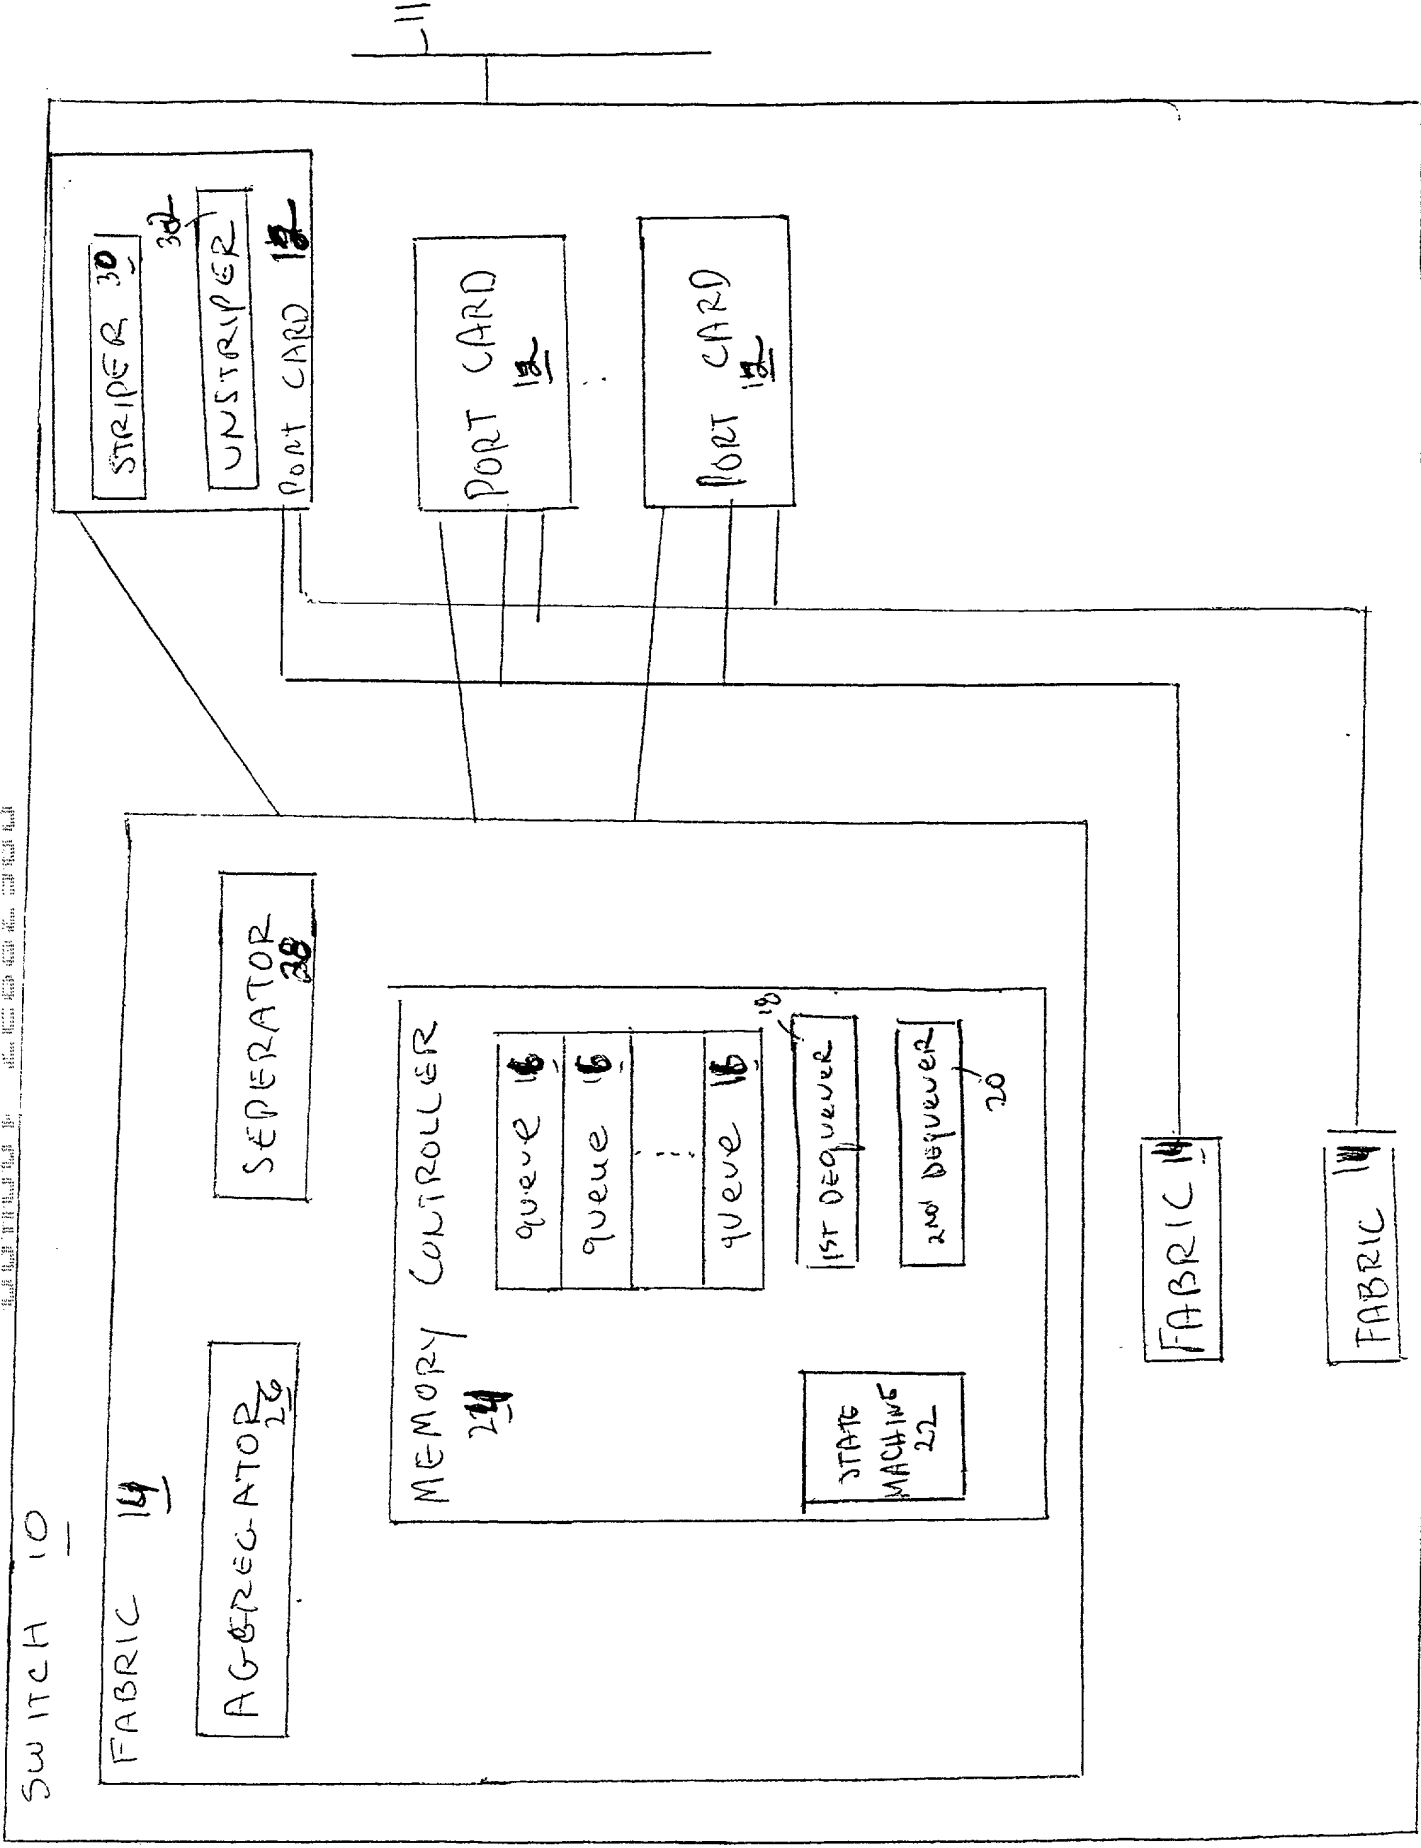 SWITCH 10
FABRIC 14
AGGREGATOR 26
SEPERATOR
28
MEMORY CONTROLLER
24
queue 16
queue 16
queue 16
1ST DEQUEUER
18
2ND DEQUEUER
20
STATE
MACHINE
22
STRIPER 30
32
UNSTRIPER
PORT CARD 12
PORT CARD
12
PORT CARD
12
FABRIC 14
FABRIC 14
11